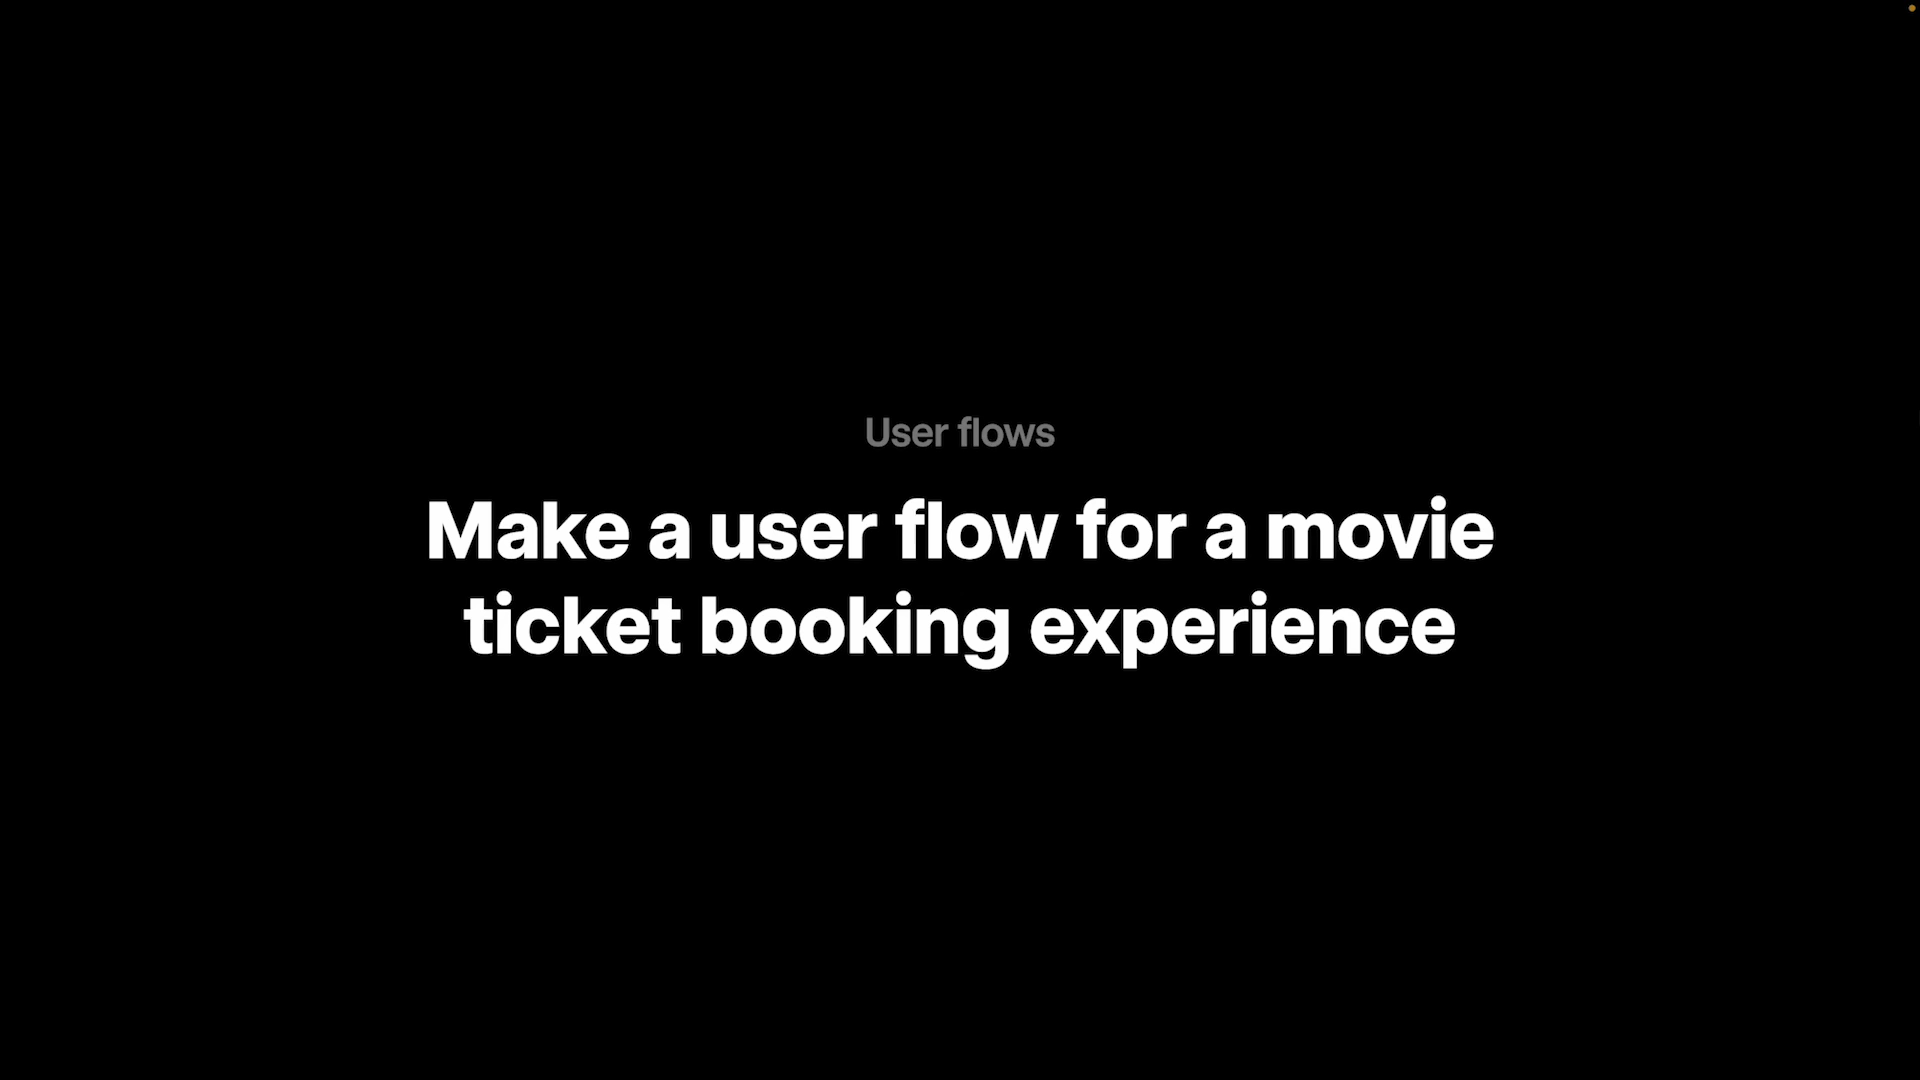 User flows
Make a user flow for a movie
ticket booking experience